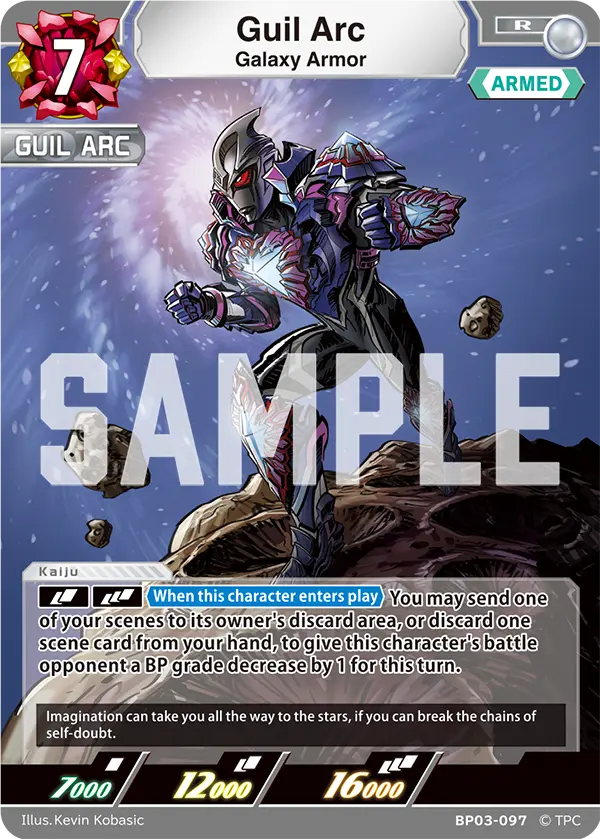 7
Guil Arc
Galaxy Armor
R
ARMED
GUIL ARC
SAMPLE
Kaiju
When this character enters play You may send one
of your scenes to its owner's discard area, or discard one
scene card from your hand, to give this character's battle
opponent a BP grade decrease by 1 for this turn.
Imagination can take you all the way to the stars, if you can break the chains of
self-doubt.
7000 12000 16000
Illus.Kevin Kobasic BP03-097 © TPC